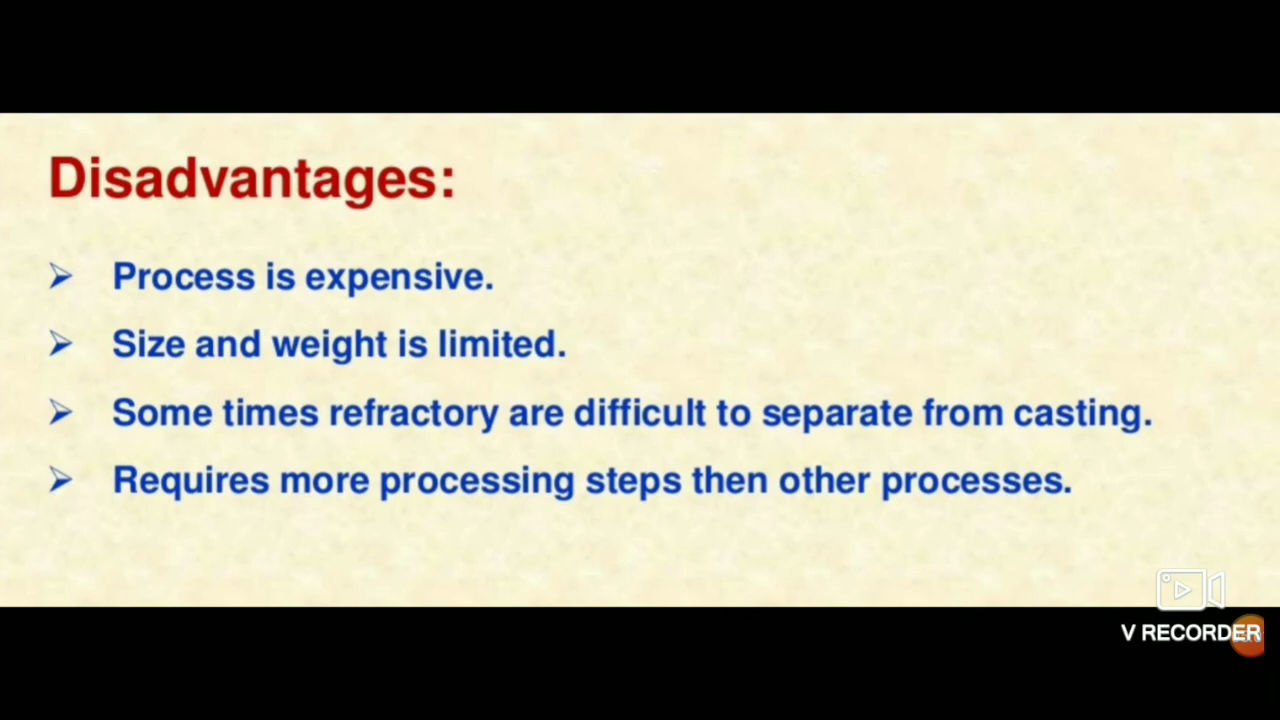 Disadvantages:
➢ Process is expensive.
➢ Size and weight is limited.
➢ Some times refractory are difficult to separate from casting.
➢ Requires more processing steps then other processes.
V RECORDER